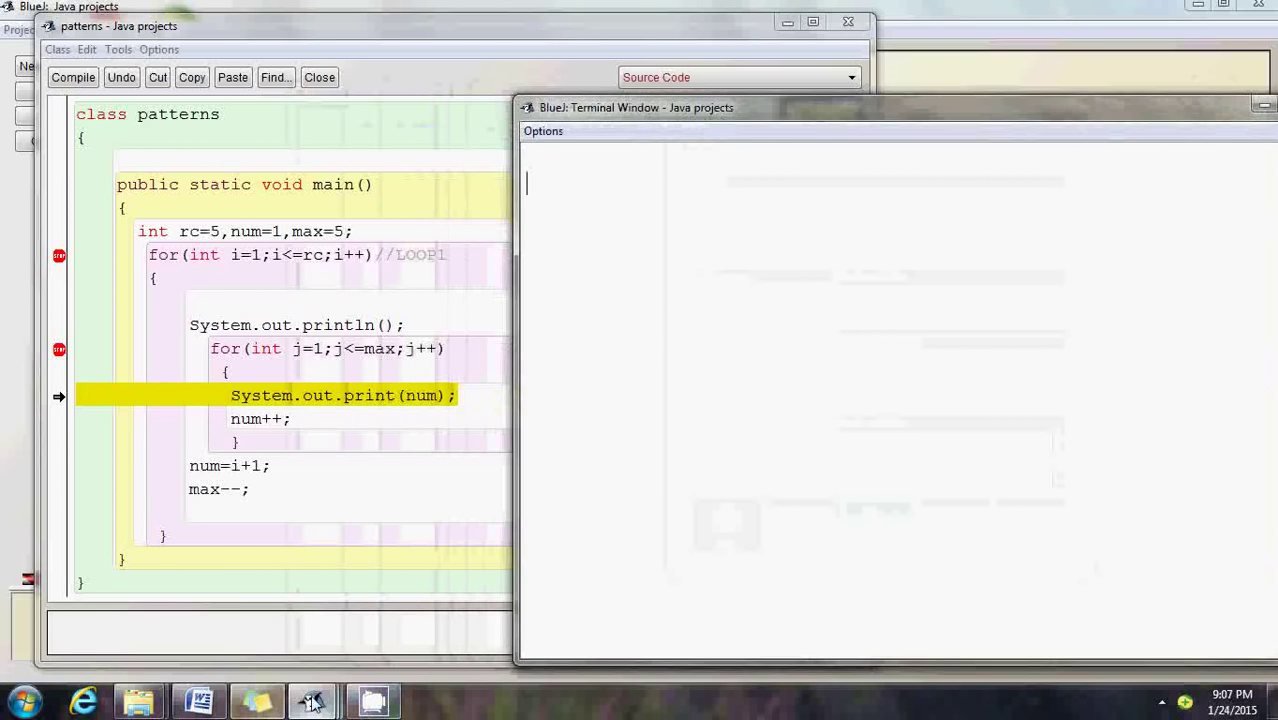 BlueJ: Java projects
patterns - Java projects
Class Edit Tools Options
Compile Undo Cut Copy Paste Find... Close Source Code
BlueJ: Terminal Window - Java projects
Options
class patterns
{
public static void main()
{
int rc=5,num=1,max=5;
for(int i=1;i<=rc;i++)//LOOP1
{
System.out.println();
for(int j=1;j<=max;j++)
{
System.out.print(num);
num++;
}
num=i+1;
max--;
}
}
}
9:07 PM
1/24/2015